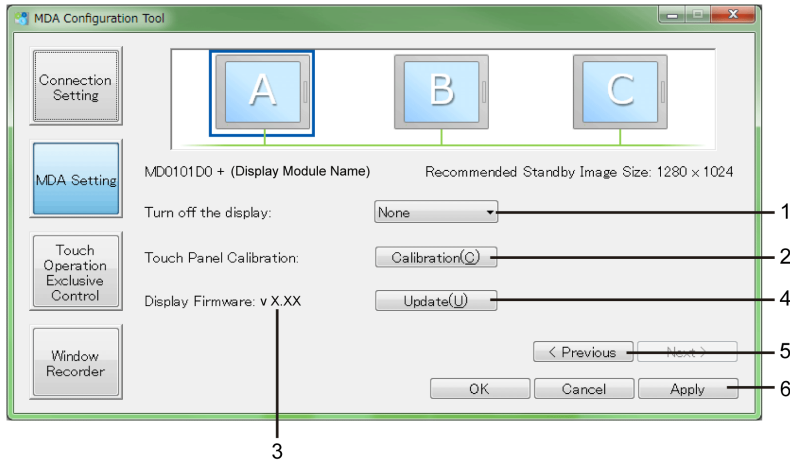 MDA Configuration Tool
Connection
Setting
A B C
MD0101D0 + (Display Module Name) Recommended Standby Image Size: 1280 × 1024
MDA Setting
Turn off the display: None 1
Touch Panel Calibration: Calibration(C) 2
Touch
Operation
Exclusive
Control
Display Firmware: v X.XX Update(U) 4
Window
Recorder
< Previous Next > 5
OK Cancel Apply 6
3